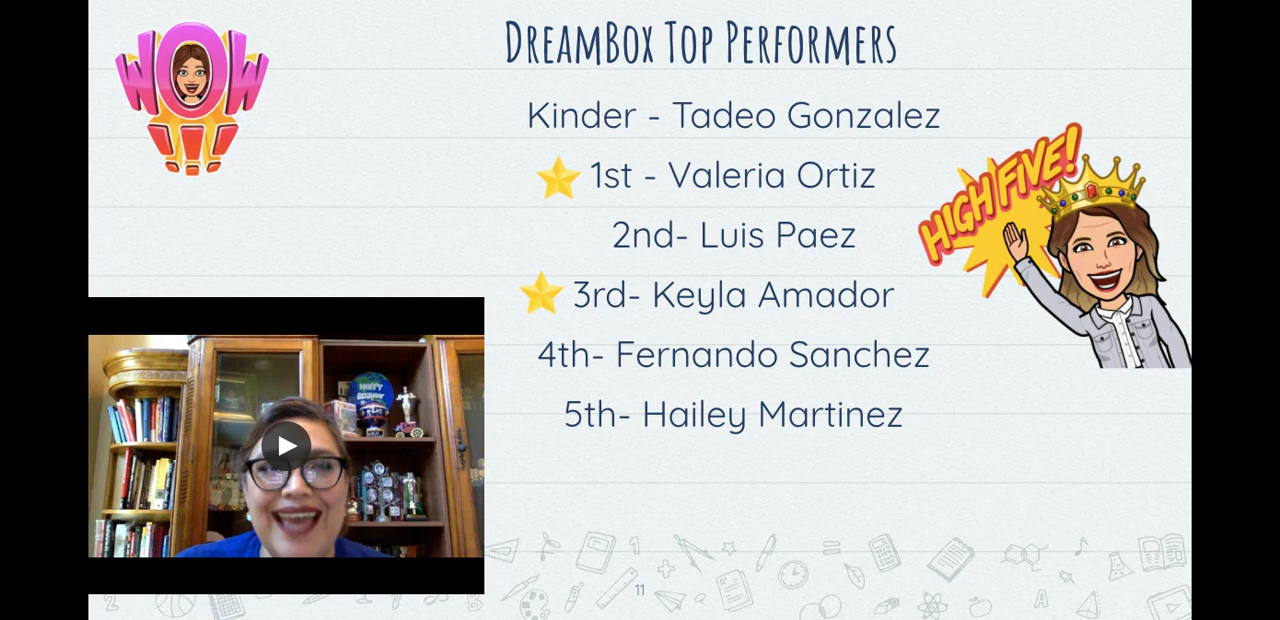 DreamBox Top Performers
WOW
!!!
Kinder - Tadeo Gonzalez
1st - Valeria Ortiz
2nd- Luis Paez
3rd- Keyla Amador
4th- Fernando Sanchez
5th- Hailey Martinez
HIGH FIVE!
11